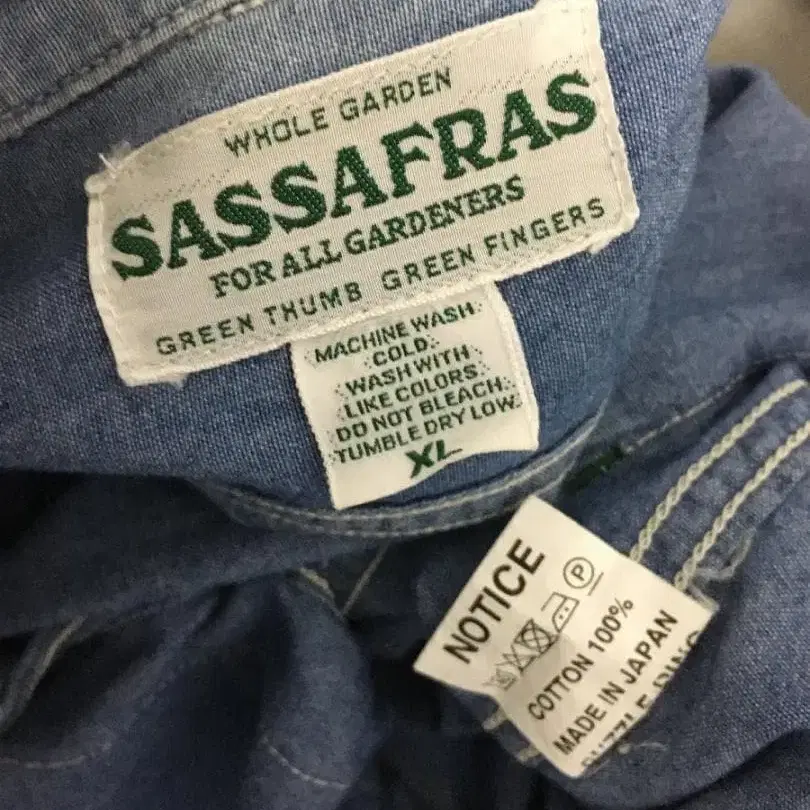 WHOLE GARDEN
SASSAFRAS
FOR ALL GARDENERS
GREEN THUMB GREEN FINGERS
MACHINE WASH
COLD.
WASH WITH
LIKE COLORS.
DO NOT BLEACH.
TUMBLE DRY LOW.
XL
NOTICE
P
COTTON 100%
MADE IN JAPAN